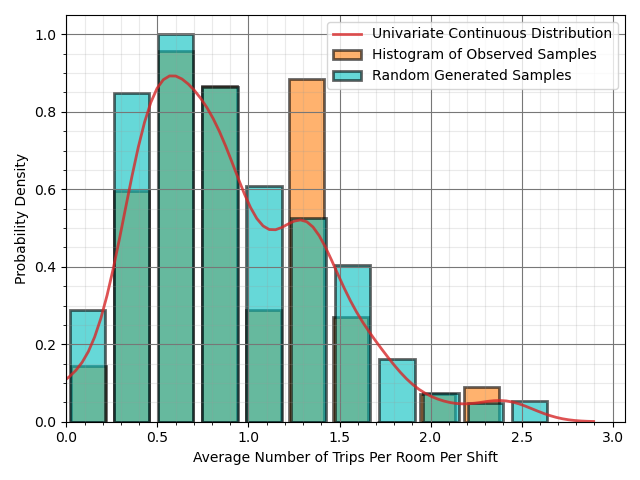 Univariate Continuous Distribution
Histogram of Observed Samples
Random Generated Samples
Probability Density
1.0
0.8
0.6
0.4
0.2
0.0
0.0 0.5 1.0 1.5 2.0 2.5 3.0
Average Number of Trips Per Room Per Shift